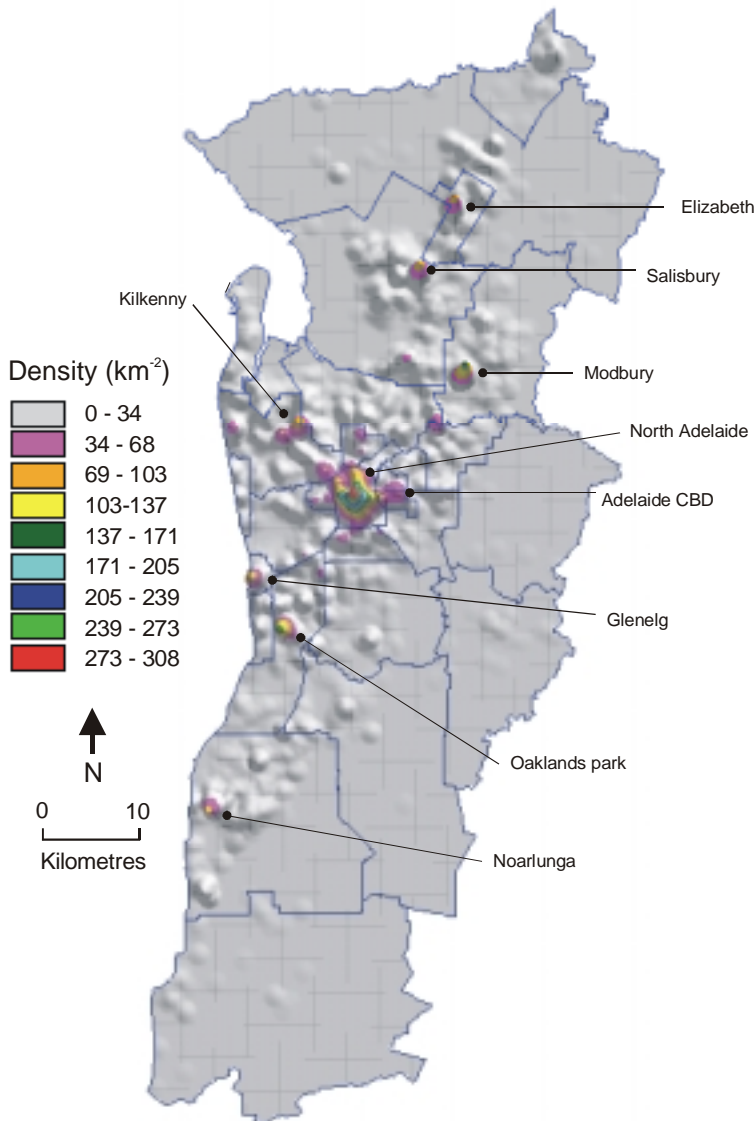 Elizabeth
Salisbury
Kilkenny
Modbury
Density (km⁻²)
0 - 34
34 - 68
69 - 103
103-137
137 - 171
171 - 205
205 - 239
239 - 273
273 - 308
North Adelaide
Adelaide CBD
Glenelg
Oaklands park
Noarlunga
N
0 10
Kilometres